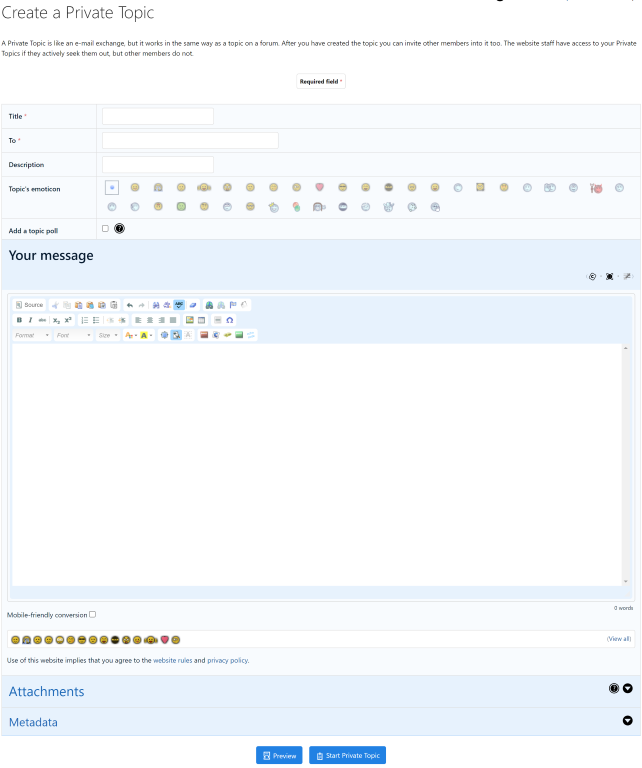 Create a Private Topic
A Private Topic is like an e-mail exchange, but it works in the same way as a topic on a forum. After you have created the topic you can invite other members into it too. The website staff have access to your Private
Topics if they actively seek them out, but other members do not.
Required field *
Title *
To *
Description
Topic's emoticon
Add a topic poll
Your message
Source
ABC
B I abc x₂ x²
Format Font Size A A
0 words
Mobile-friendly conversion
(View all)
Use of this website implies that you agree to the website rules and privacy policy.
Attachments
Metadata
Preview Start Private Topic